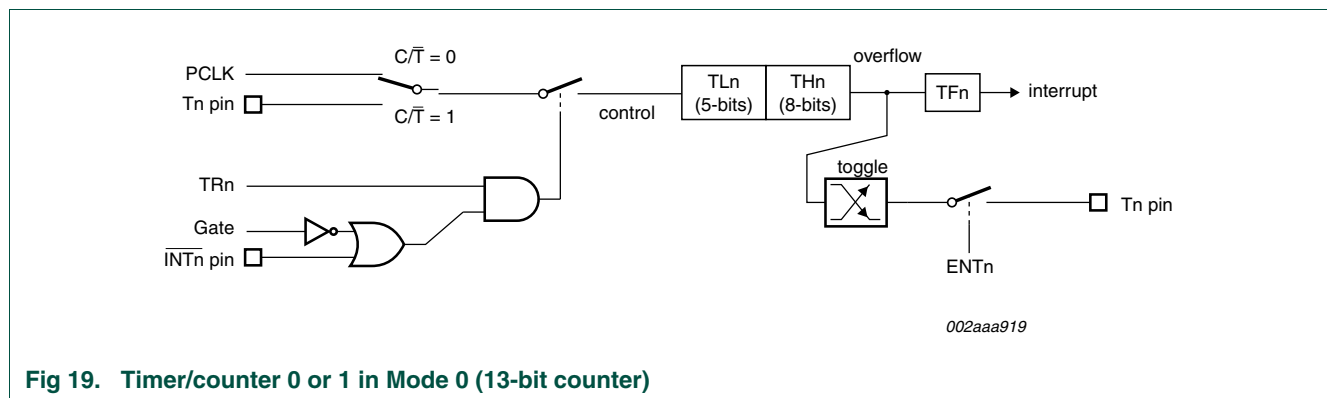 C/T̅ = 0
PCLK
Tn pin
C/T̅ = 1
control
TLn
(5-bits)
THn
(8-bits)
overflow
TFn
interrupt
toggle
TRn
Gate
I̅N̅T̅n̅ pin
Tn pin
ENTn
002aaa919
Fig 19. Timer/counter 0 or 1 in Mode 0 (13-bit counter)